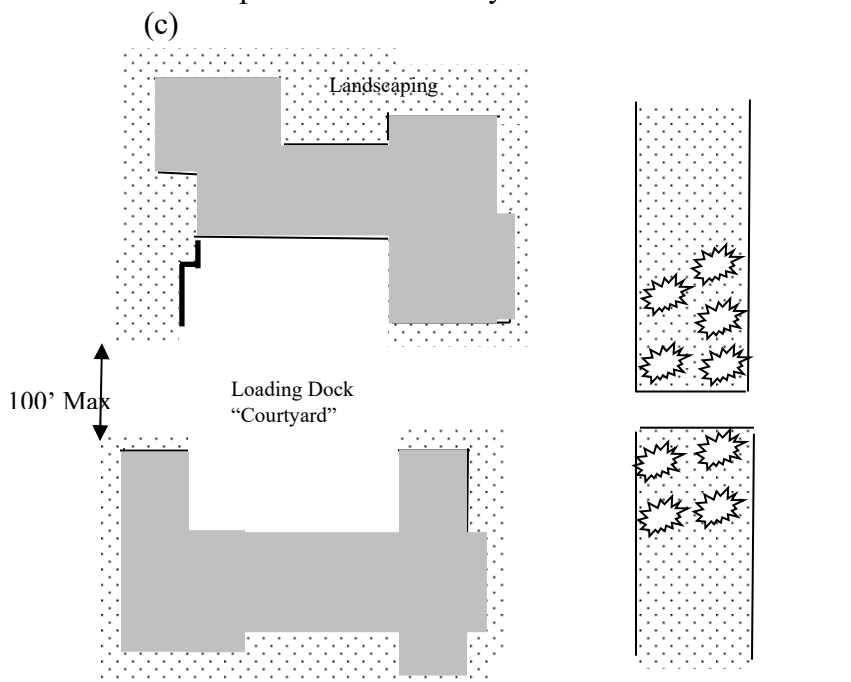 (c)
Landscaping
100' Max
Loading Dock
“Courtyard”